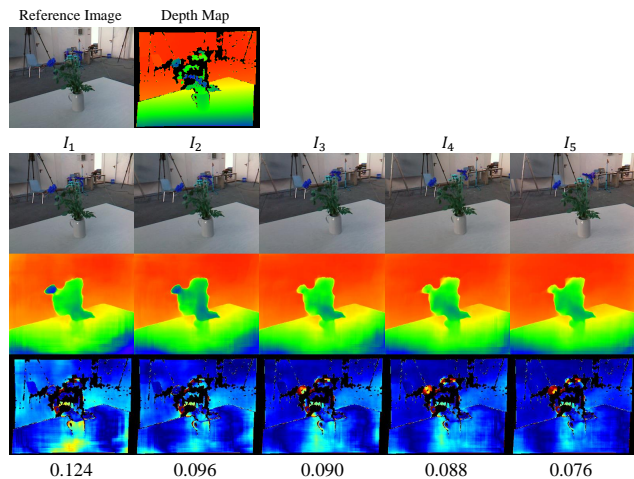 Reference Image Depth Map
I₁ I₂ I₃ I₄ I₅
0.124 0.096 0.090 0.088 0.076